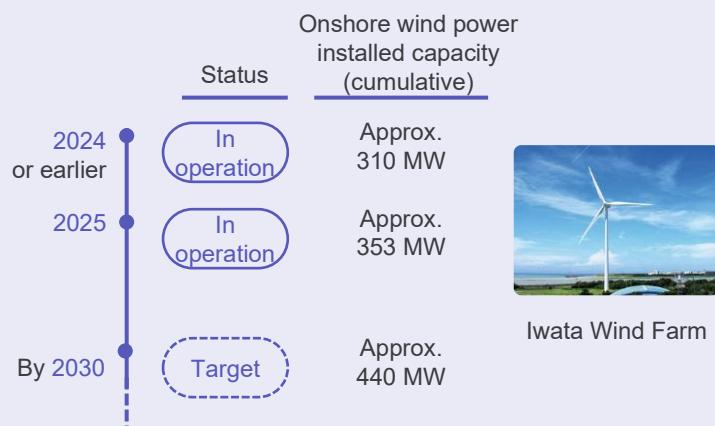 Status
Onshore wind power
installed capacity
(cumulative)
2024
or earlier
In
operation
Approx.
310 MW
2025
In
operation
Approx.
353 MW
By 2030
Target
Approx.
440 MW
Iwata Wind Farm